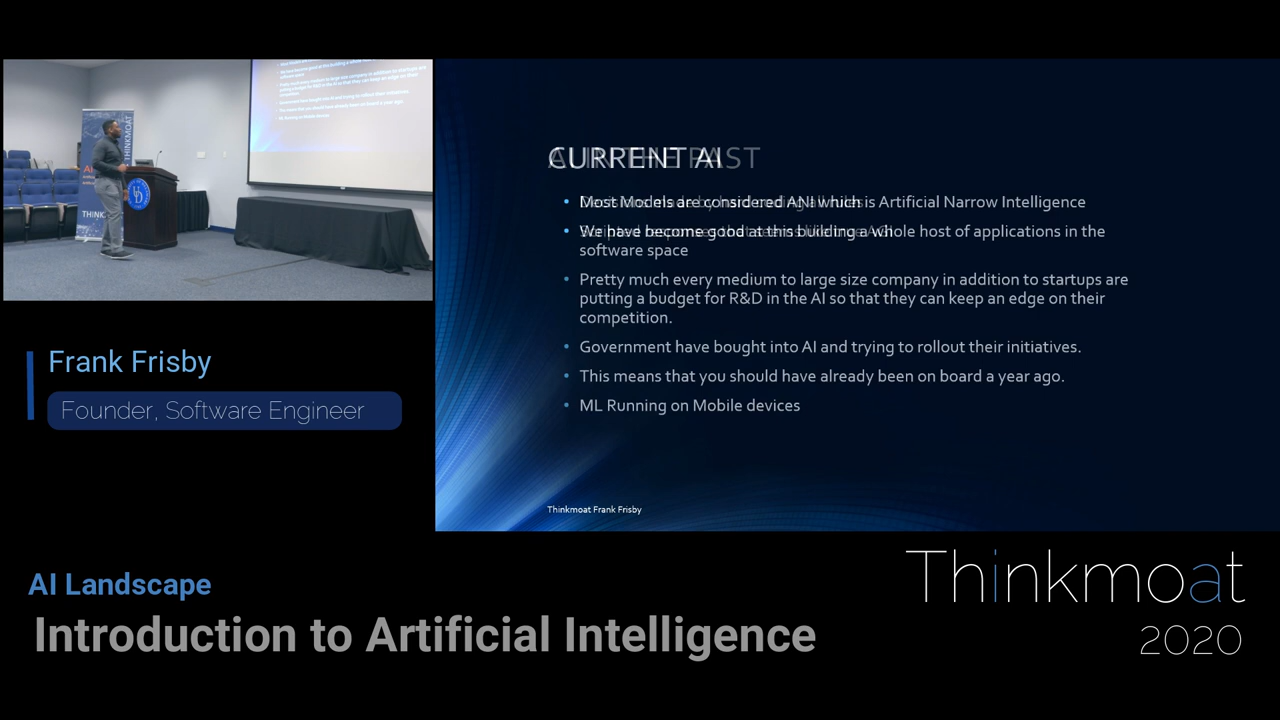 THINKMOAT
AI
UD
Frank Frisby
Founder, Software Engineer
CURRENT AI
Most Models are considered ANI which is Artificial Narrow Intelligence
We have become good at this building a whole host of applications in the
software space
Pretty much every medium to large size company in addition to startups are
putting a budget for R&D in the AI so that they can keep an edge on their
competition.
Government have bought into AI and trying to rollout their initiatives.
This means that you should have already been on board a year ago.
ML Running on Mobile devices
Thinkmoat Frank Frisby
AI Landscape
Introduction to Artificial Intelligence
Thinkmoat
2020